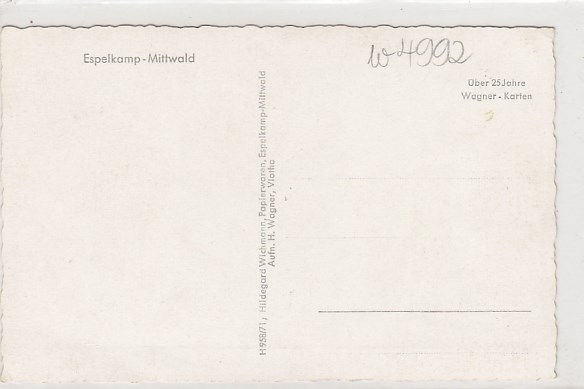 Espelkamp-Mittwald
w4992
Über 25 Jahre
Wagner-Karten
H 958/71; Hildegard Wichmann, Papierwaren, Espelkamp-Mittwald
Aufn. H. Wagner, Vlotho